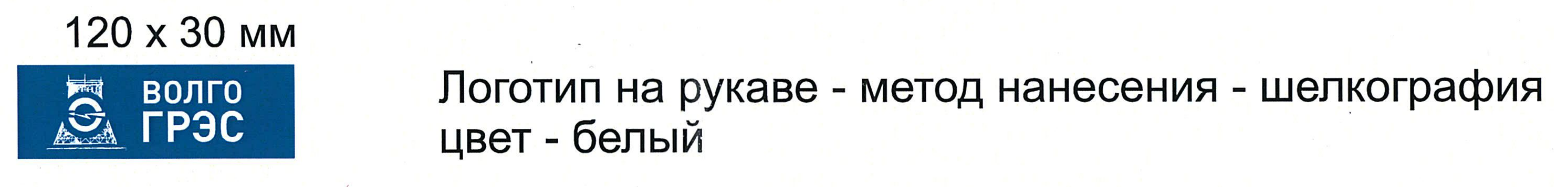 120 x 30 мм
ВОЛГО
ГРЭС
Логотип на рукаве - метод нанесения - шелкография
цвет - белый